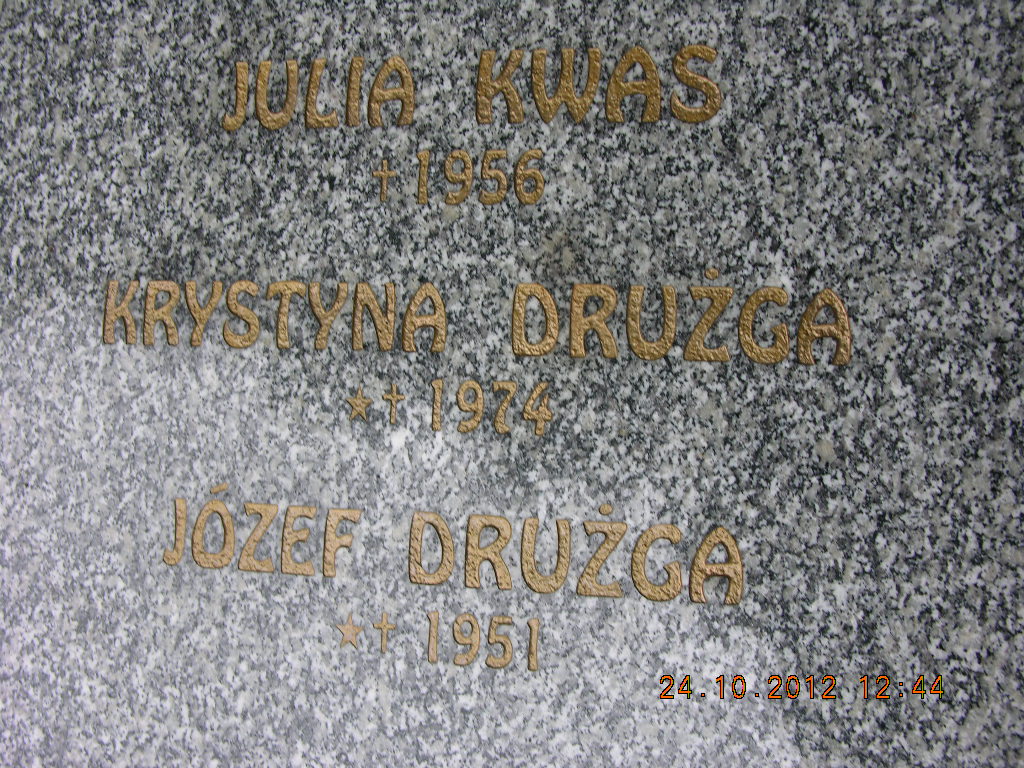 JULIA KWAS
✝ 1956
KRYSTYNA DRUŻGA
★✝ 1974
JÓZEF DRUŻGA
★✝ 1951
24.10.2012 12:44